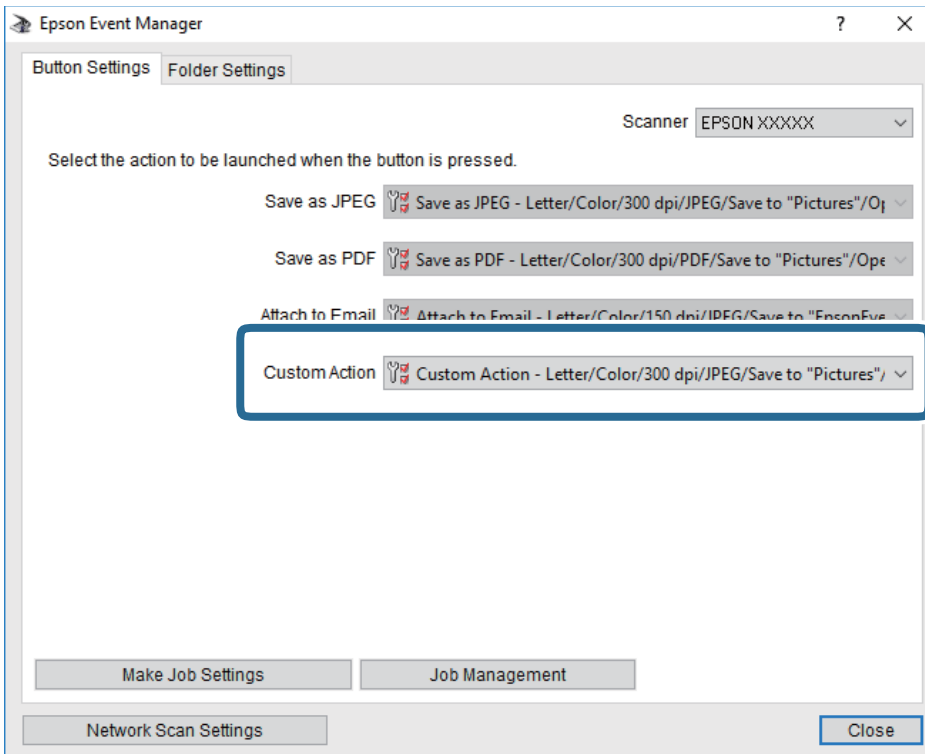 Epson Event Manager
Button Settings Folder Settings
Scanner EPSON XXXXX
Select the action to be launched when the button is pressed.
Save as JPEG Save as JPEG - Letter/Color/300 dpi/JPEG/Save to "Pictures"/Op
Save as PDF Save as PDF - Letter/Color/300 dpi/PDF/Save to "Pictures"/Ope
Attach to Email Attach to Email - Letter/Color/150 dpi/JPEG/Save to "EpsonEve
Custom Action Custom Action - Letter/Color/300 dpi/JPEG/Save to "Pictures"/
Make Job Settings Job Management
Network Scan Settings Close